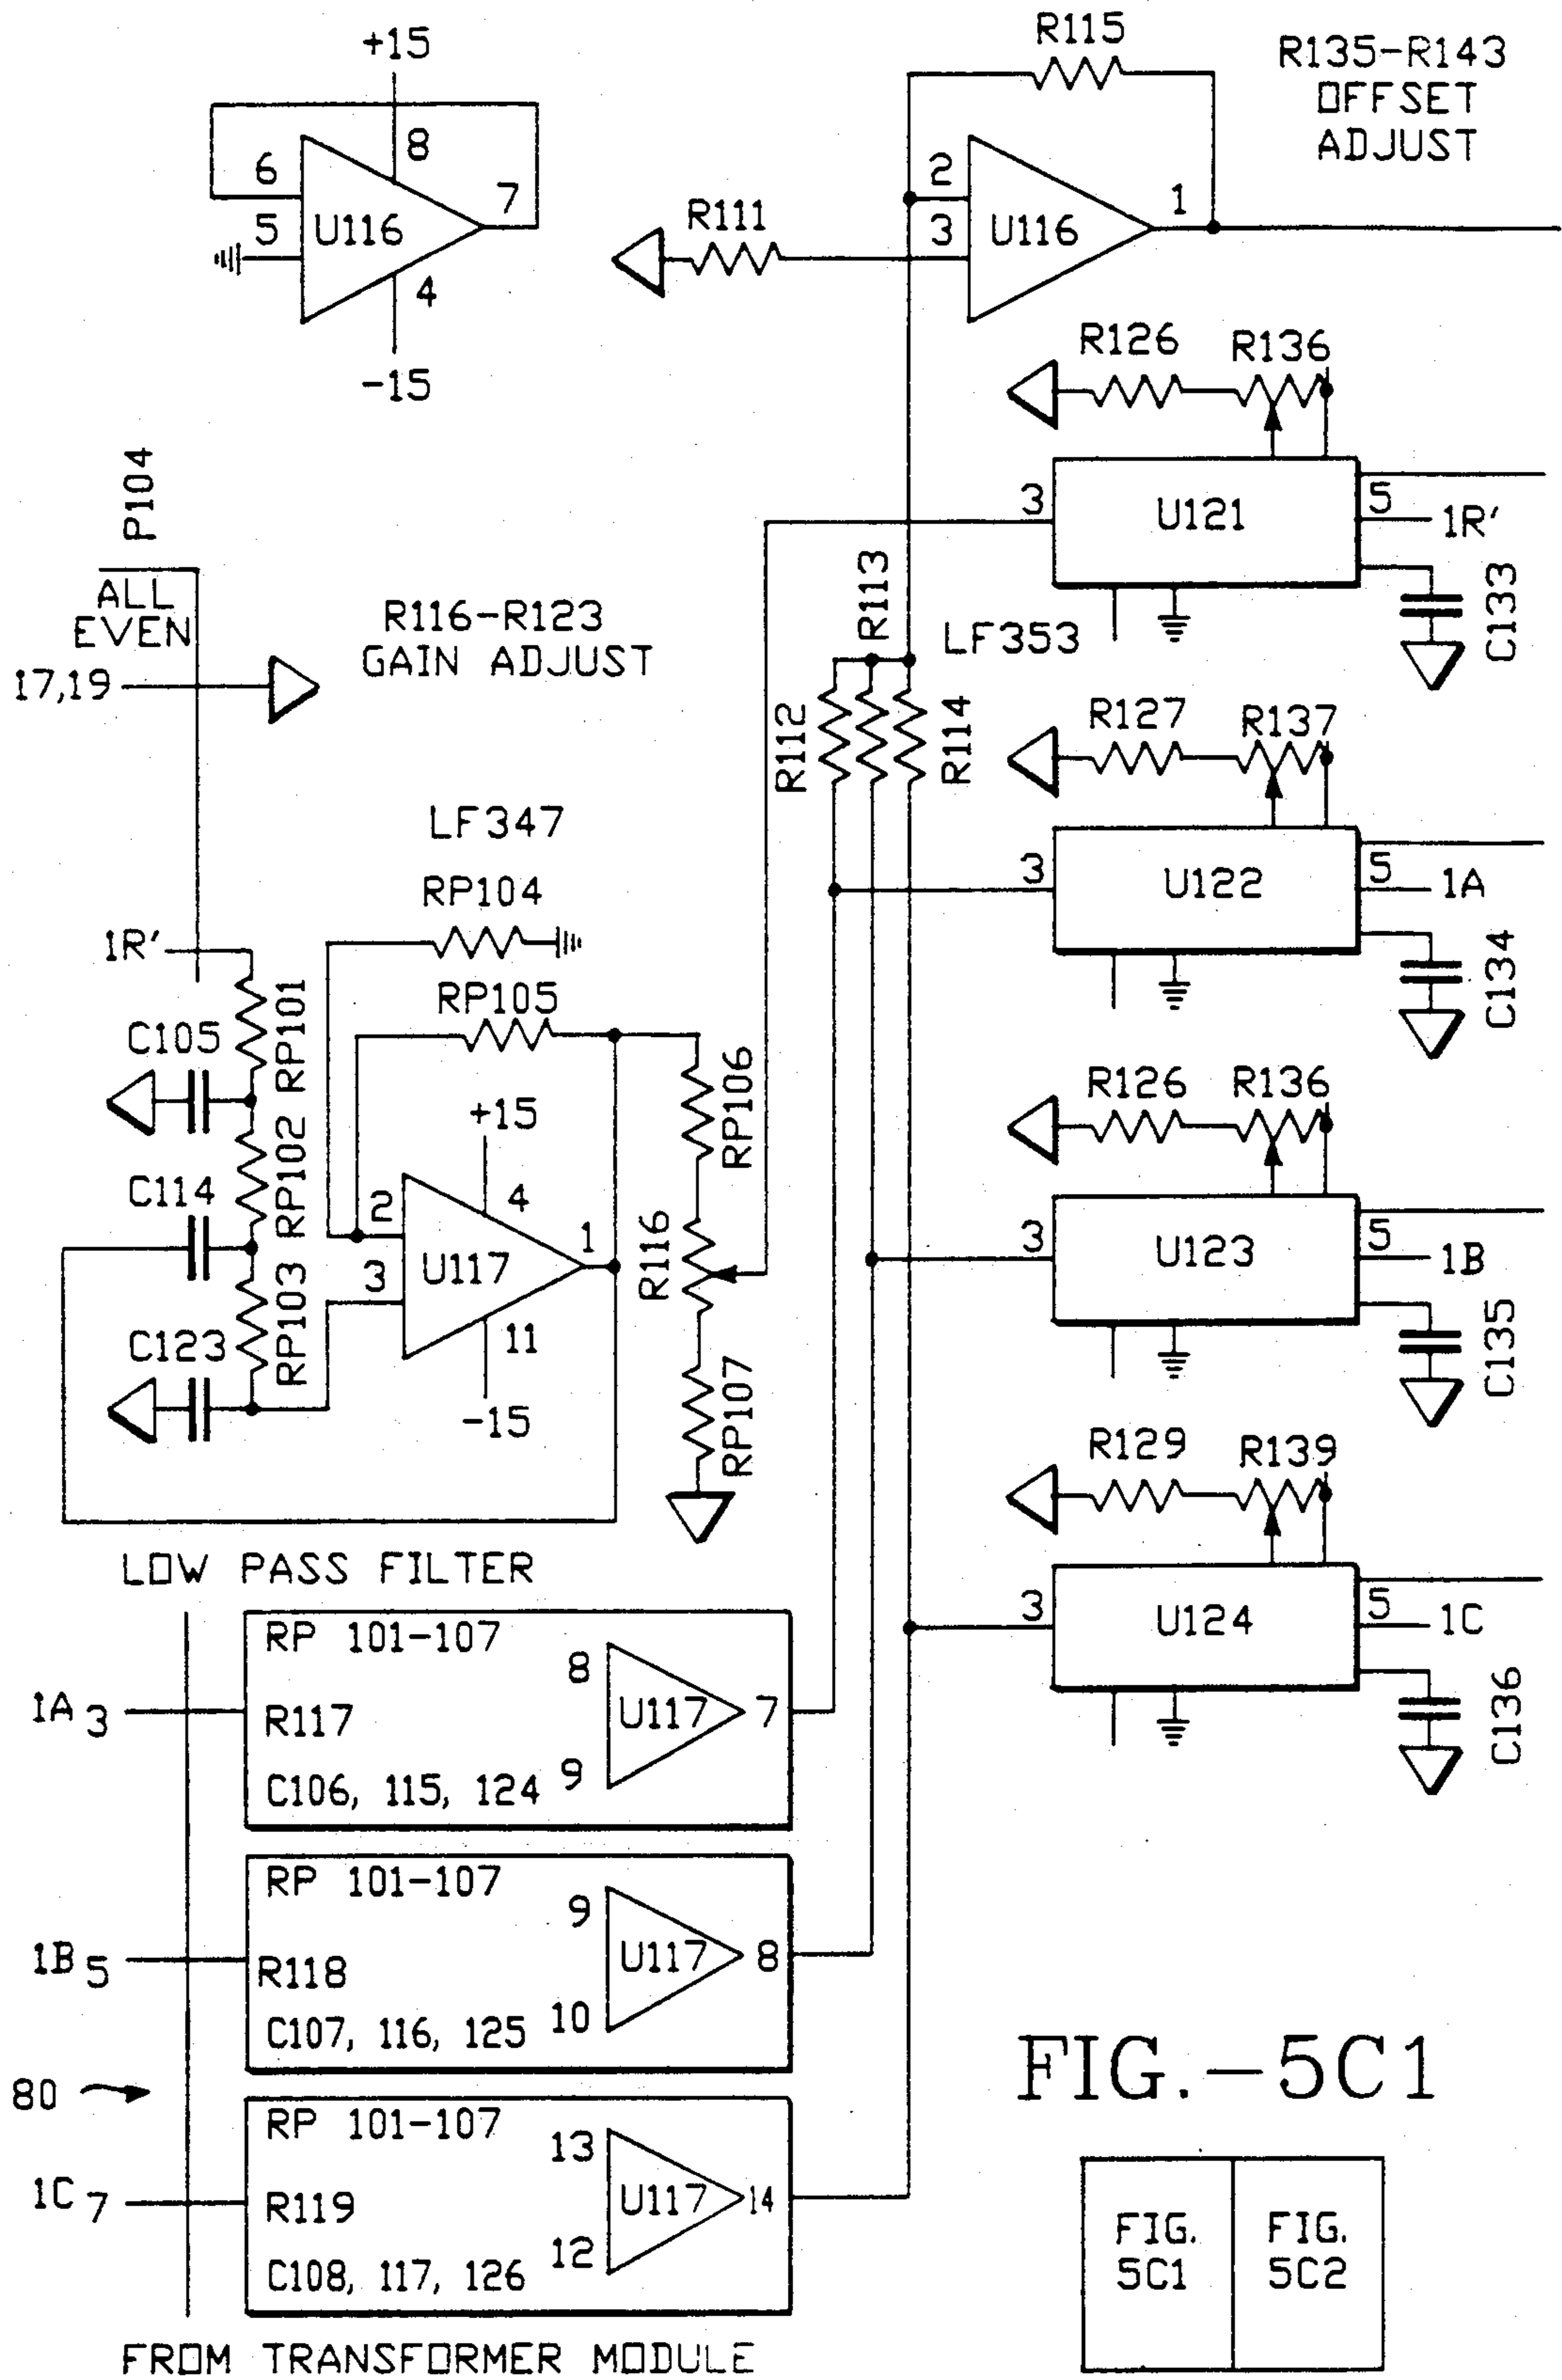 +15
8
6
5
U116
7
4
-15
R115
R135-R143
OFFSET
ADJUST
R111
2
3
U116
1
R126
R136
3
U121
5
1R'
C133
P104
ALL
EVEN
17,19
R116-R123
GAIN ADJUST
R113
LF353
R112
R114
R127
R137
3
U122
5
1A
C134
LF347
RP104
1R'
RP105
C105
RP101
RP106
+15
C114
RP102
2
4
3
U117
1
R116
11
-15
C123
RP103
RP107
R126
R136
3
U123
5
1B
C135
R129
R139
3
U124
5
1C
C136
LOW PASS FILTER
RP 101-107
8
1A 3
R117
U117
7
9
C106, 115, 124
RP 101-107
9
1B 5
R118
U117
8
10
C107, 116, 125
80
RP 101-107
13
1C 7
R119
U117
14
12
C108, 117, 126
FROM TRANSFORMER MODULE
FIG.-5C1
FIG.
5C1
FIG.
5C2